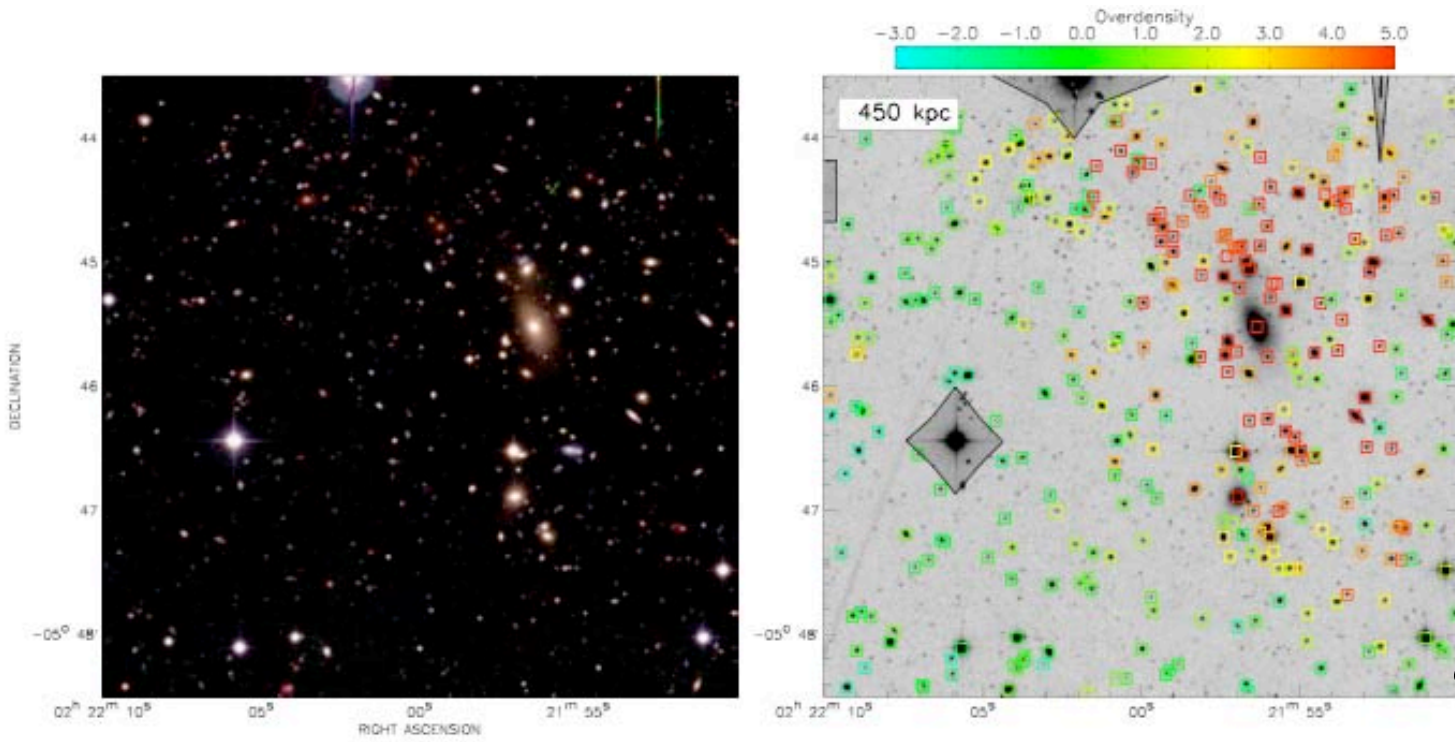 Overdensity
-3.0 -2.0 -1.0 0.0 1.0 2.0 3.0 4.0 5.0
450 kpc
44
45
46
47
-05° 48'
DECLINATION
02ʰ 22ᵐ 10ˢ 05ˢ 00ˢ 21ᵐ 55ˢ
RIGHT ASCENSION
44
45
46
47
-05° 48'
02ʰ 22ᵐ 10ˢ 05ˢ 00ˢ 21ᵐ 55ˢ